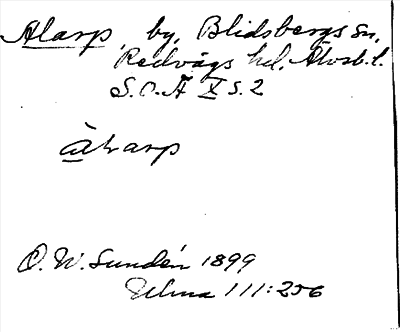 Alarp, by, Blidsbergs sn,
Redvägs hd, Älvsb. l.
S.O.Ä X s. 2
àlarp
O. W. Sundén 1899
Ulma 111:256